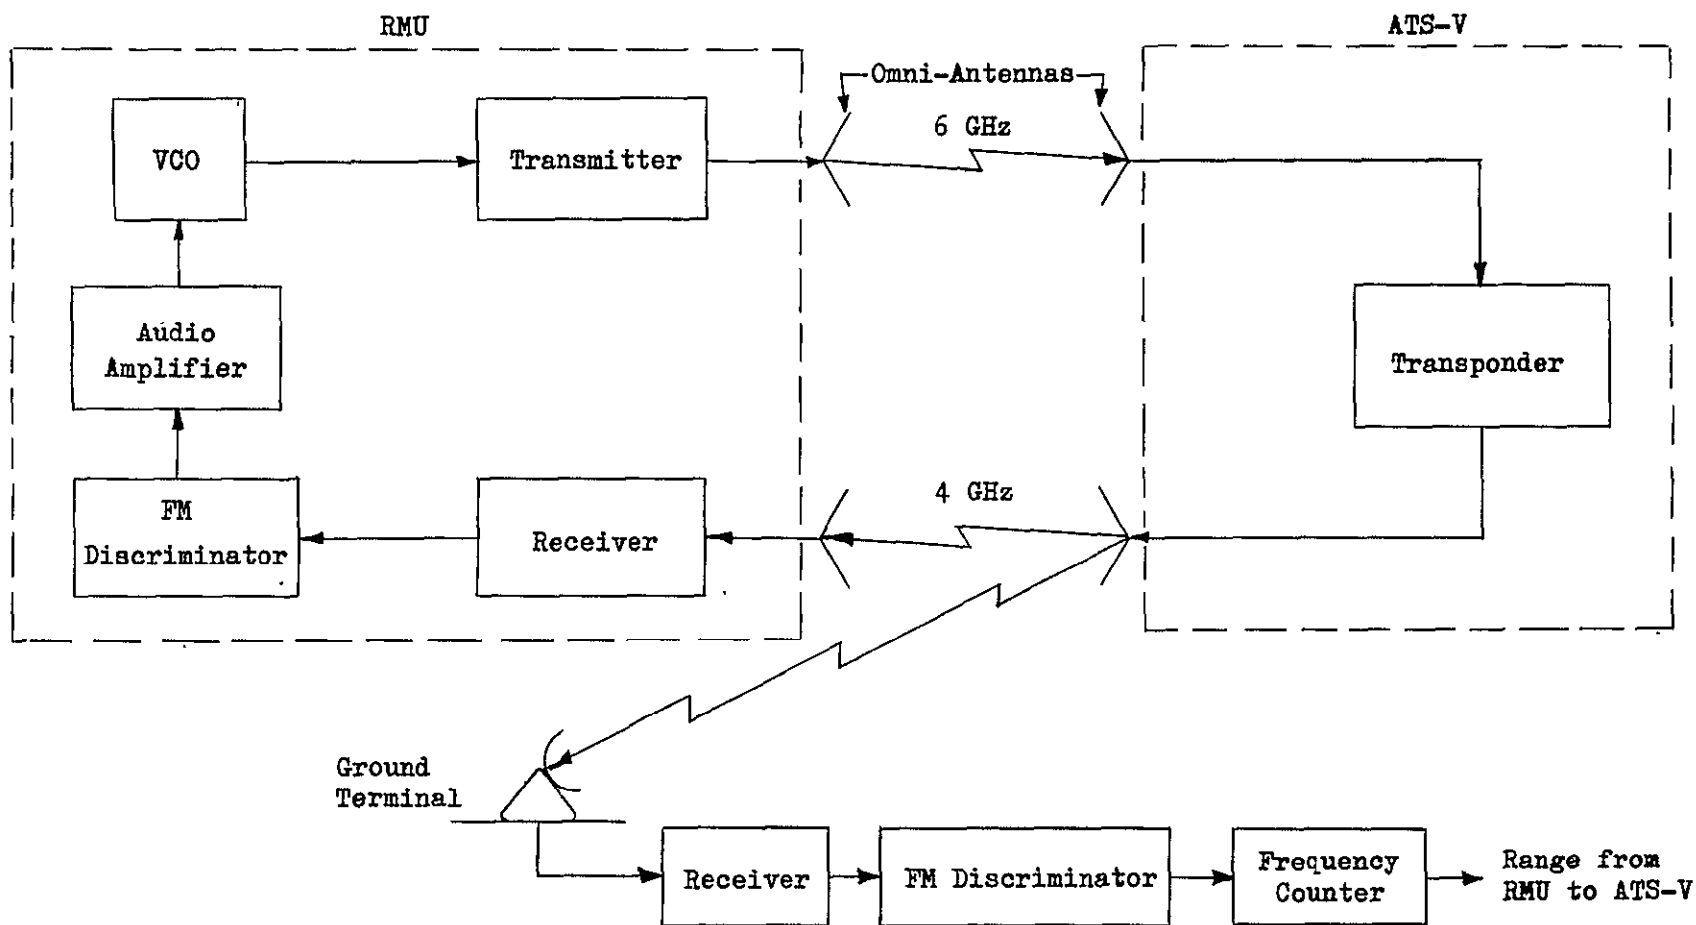 RMU
ATS-V
Omni-Antennas
6 GHz
VCO
Transmitter
Audio
Amplifier
Transponder
FM
Discriminator
Receiver
4 GHz
Ground
Terminal
Receiver
FM Discriminator
Frequency
Counter
Range from
RMU to ATS-V